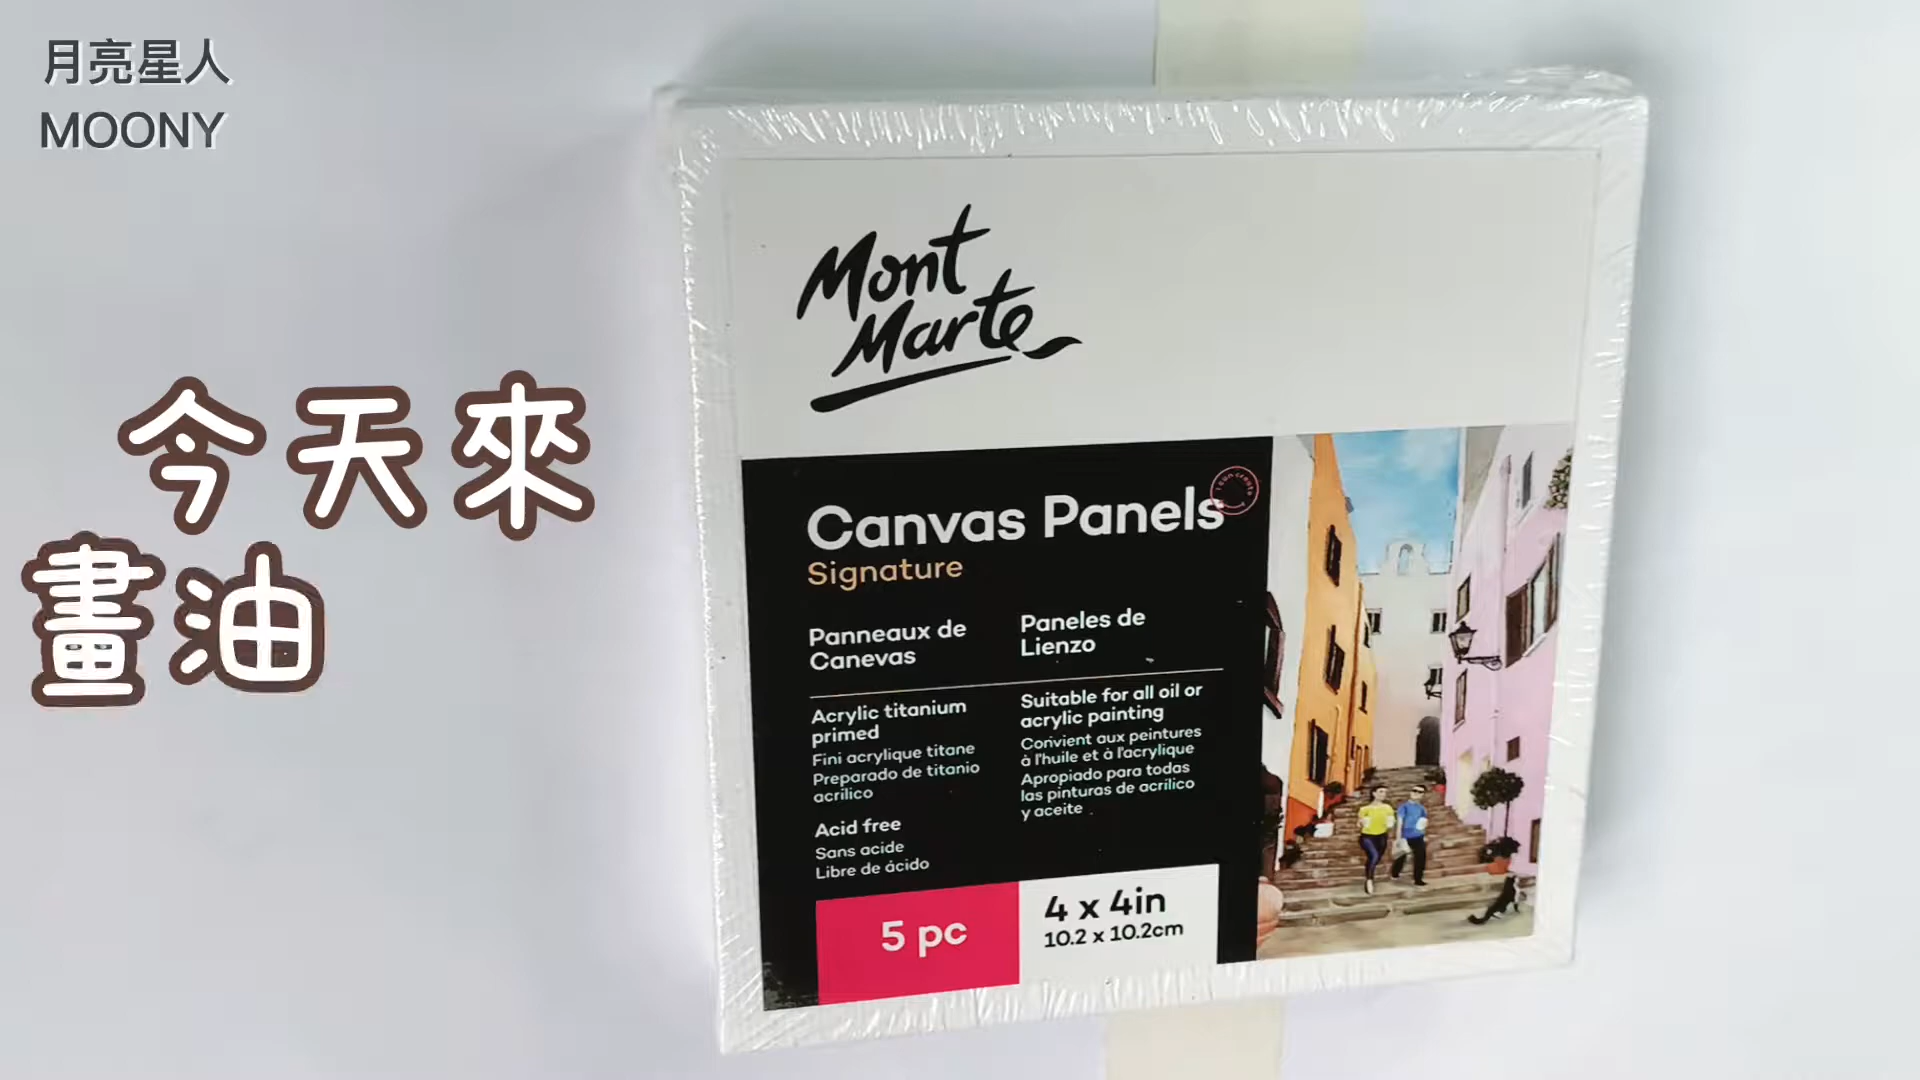 月亮星人
MOONY
今天來
畫油
Mont
Marte
Canvas Panels
Signature
Panneaux de
Canevas
Paneles de
Lienzo
Acrylic titanium
primed
Fini acrylique titane
Preparado de titanio
acrílico
Acid free
Sans acide
Libre de ácido
Suitable for all oil or
acrylic painting
Convient aux peintures
à l'huile et à l'acrylique
Apropiado para todas
las pinturas de acrílico
y aceite
5 pc
4 x 4in
10.2 x 10.2cm